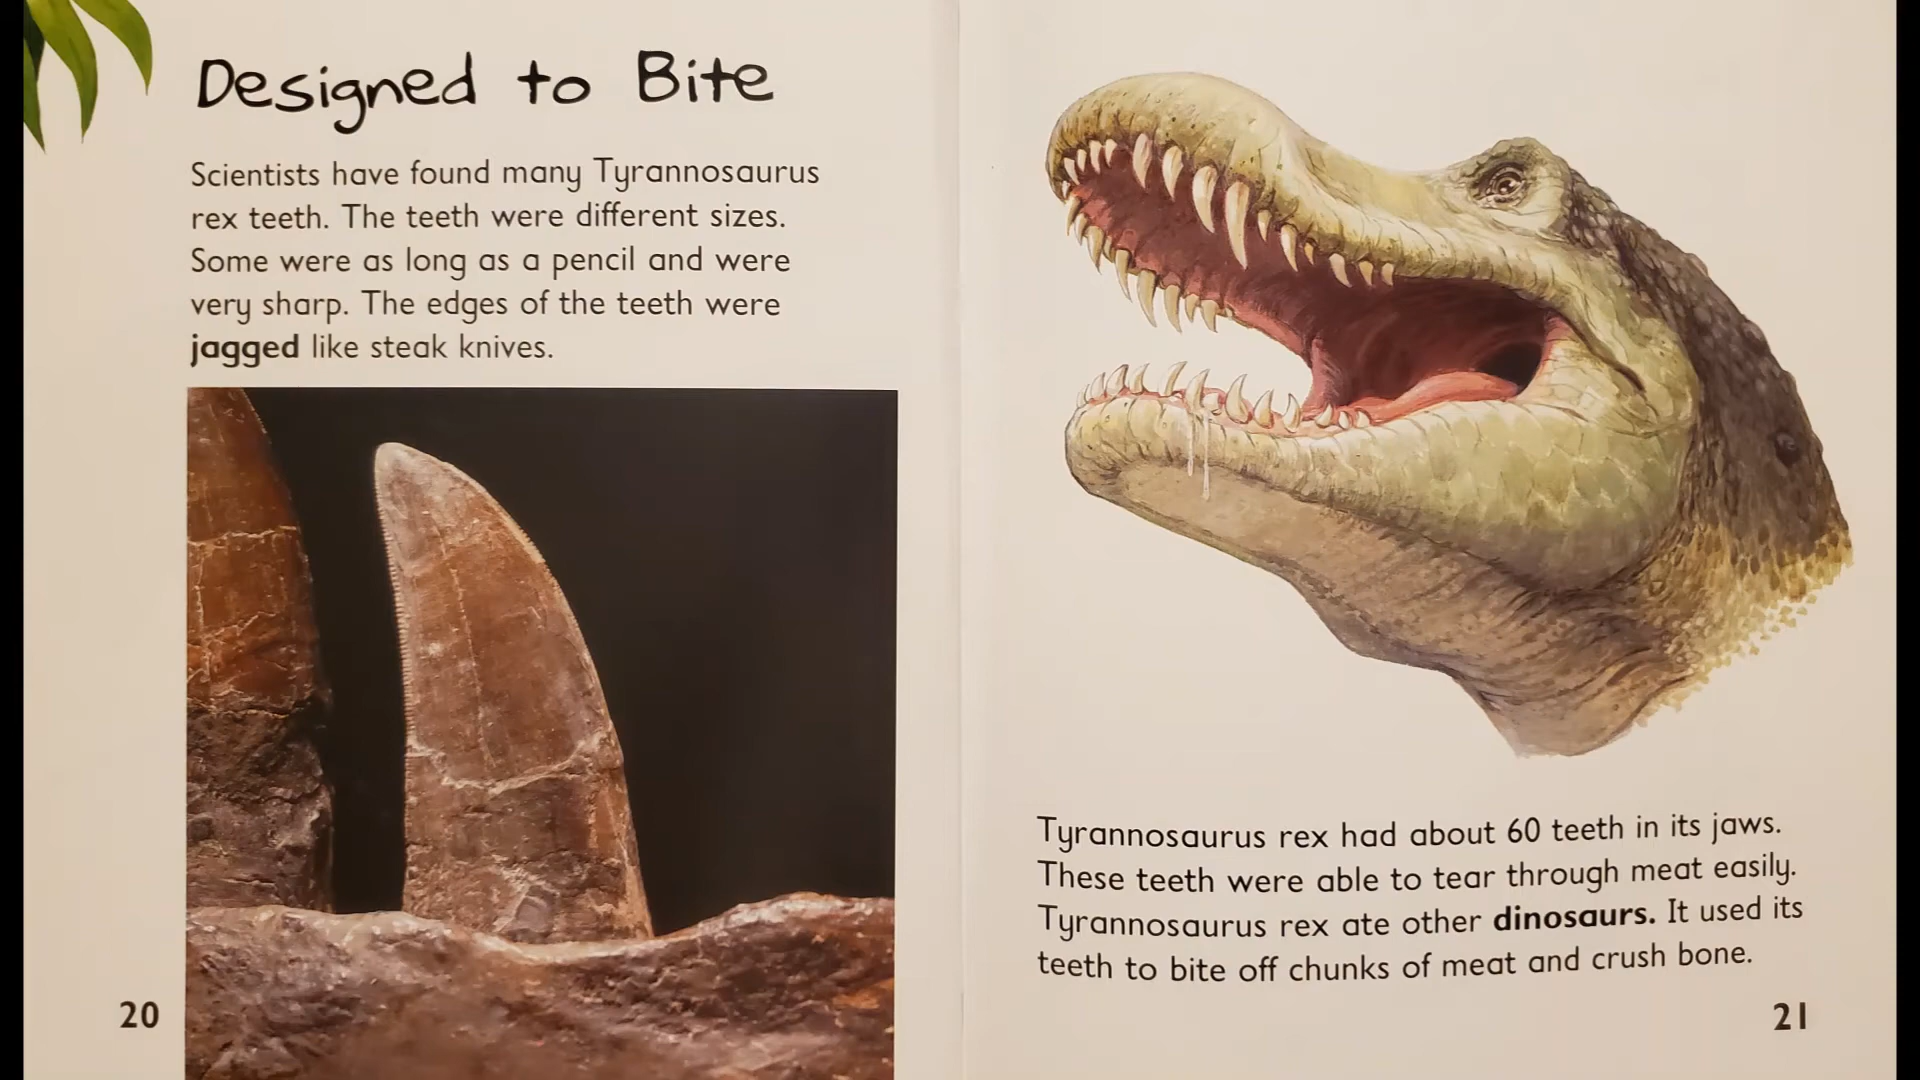 Designed to Bite
Scientists have found many Tyrannosaurus
rex teeth. The teeth were different sizes.
Some were as long as a pencil and were
very sharp. The edges of the teeth were
jagged like steak knives.
20
Tyrannosaurus rex had about 60 teeth in its jaws.
These teeth were able to tear through meat easily.
Tyrannosaurus rex ate other dinosaurs. It used its
teeth to bite off chunks of meat and crush bone.
21